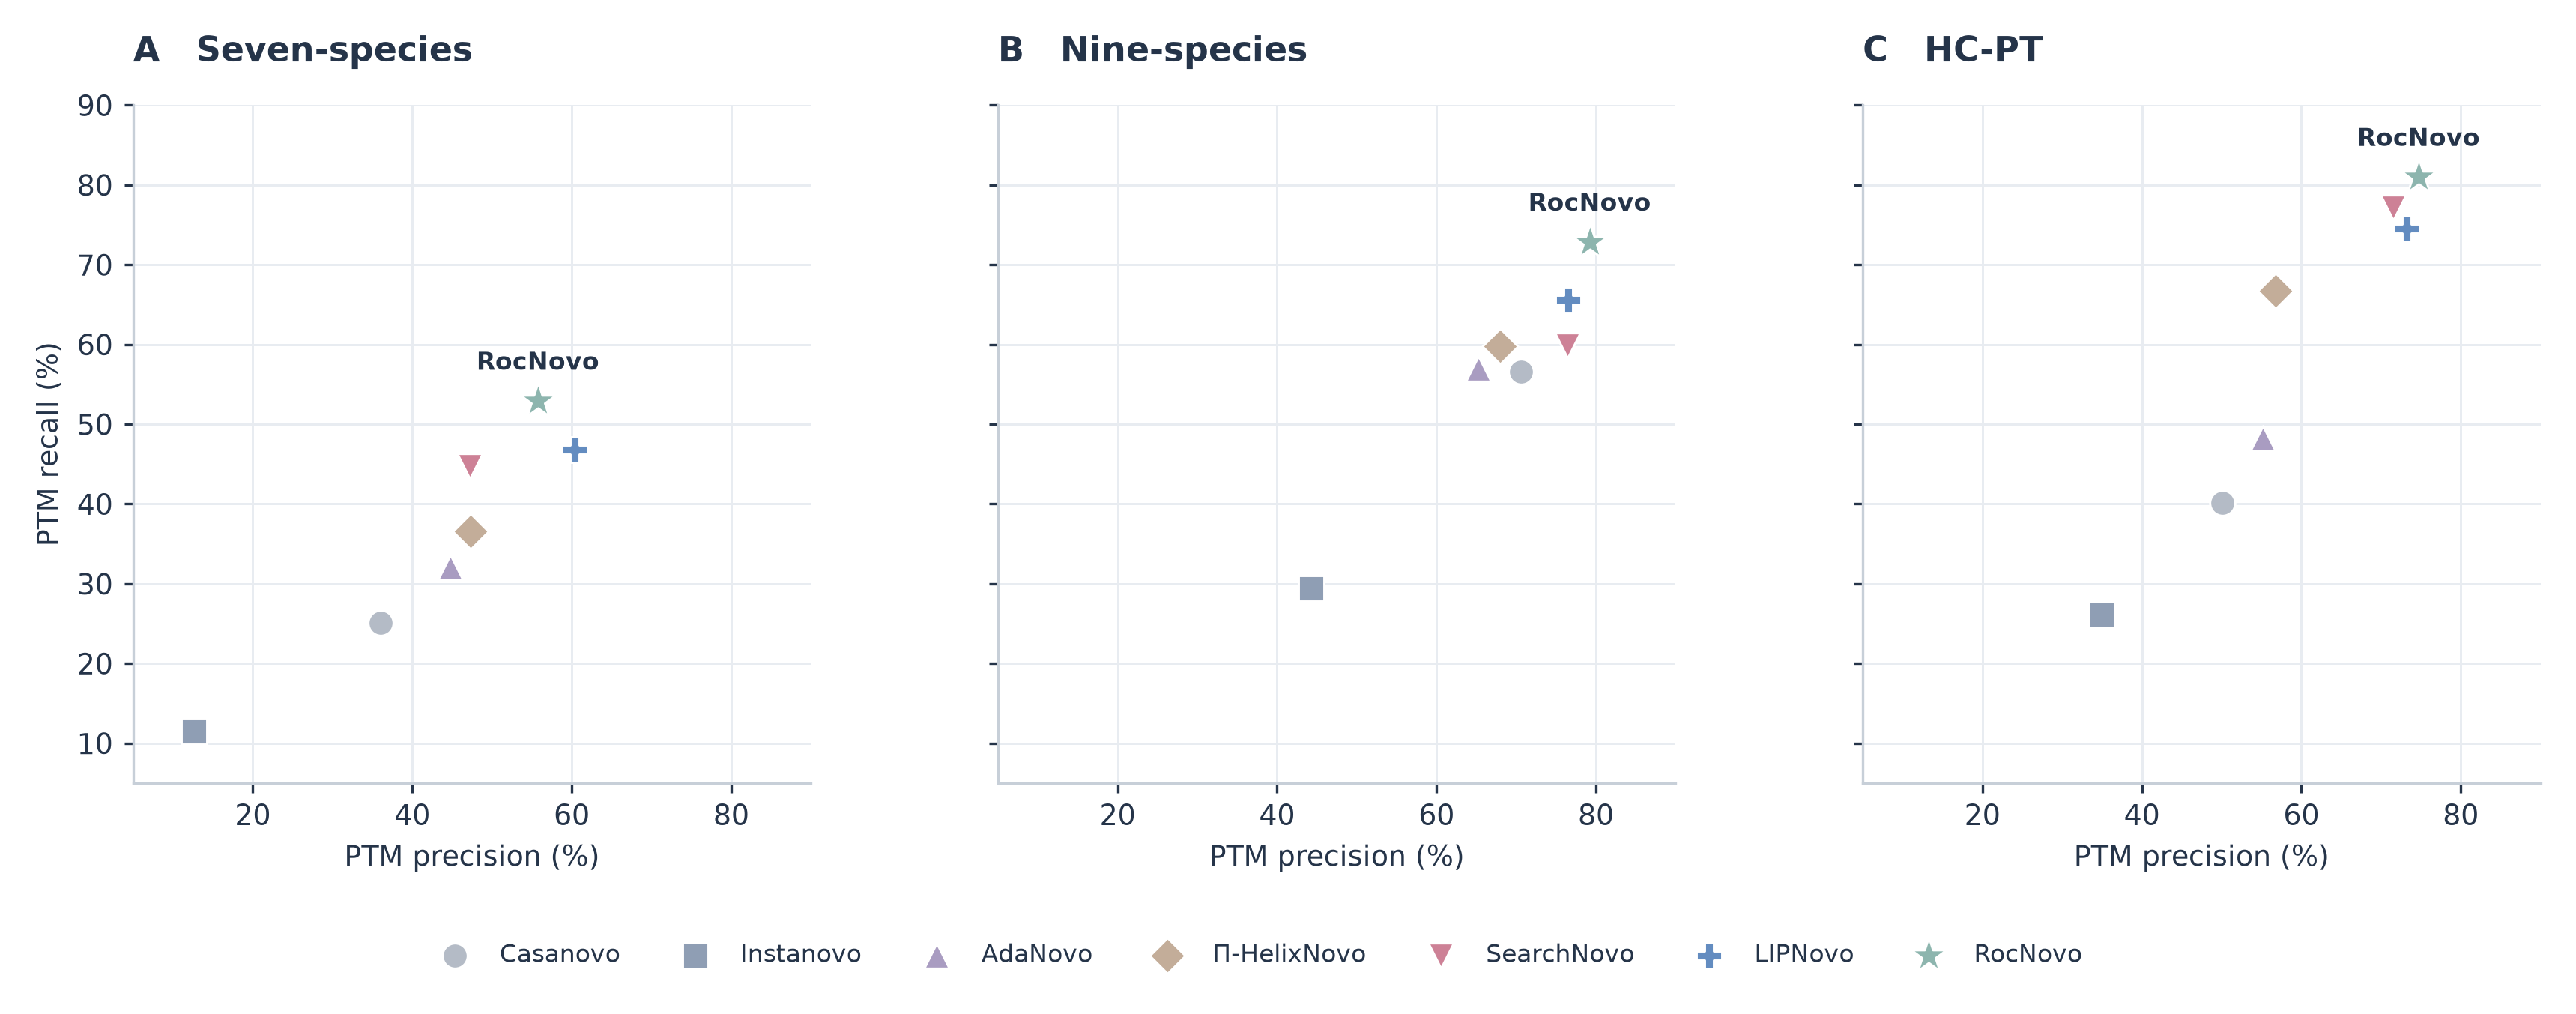 A Seven-species
B Nine-species
C HC-PT
90
80
70
60
50
40
30
20
10
PTM recall (%)
RocNovo
RocNovo
RocNovo
20 40 60 80
20 40 60 80
20 40 60 80
PTM precision (%)
PTM precision (%)
PTM precision (%)
Casanovo Instanovo AdaNovo Π-HelixNovo SearchNovo LIPNovo RocNovo